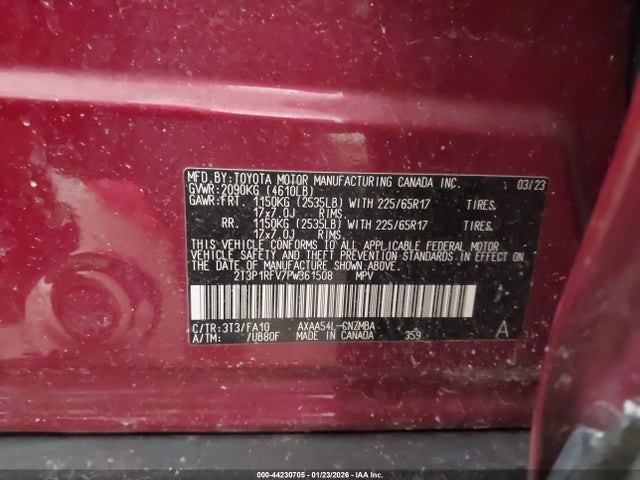 MFD.BY:TOYOTA MOTOR MANUFACTURING CANADA INC. 03/23
GVWR:2090KG (4610LB)
GAWR:FRT. 1150KG (2535LB) WITH 225/65R17 TIRES,
17x7.0J RIMS.
RR. 1150KG (2535LB) WITH 225/65R17 TIRES,
17x7.0J RIMS.
THIS VEHICLE CONFORMS TO ALL APPLICABLE FEDERAL MOTOR
VEHICLE SAFETY AND THEFT PREVENTION STANDARDS IN EFFECT
ON THE DATE OF MANUFACTURE SHOWN ABOVE.
2T3P1RFV7PW361508 MPV
C/TR:3T3/FA10 AXAA54L-GNZMBA A
A/TM: /UB80F MADE IN CANADA 359
00-44230705 - 01/23/2026 - IAA Inc.